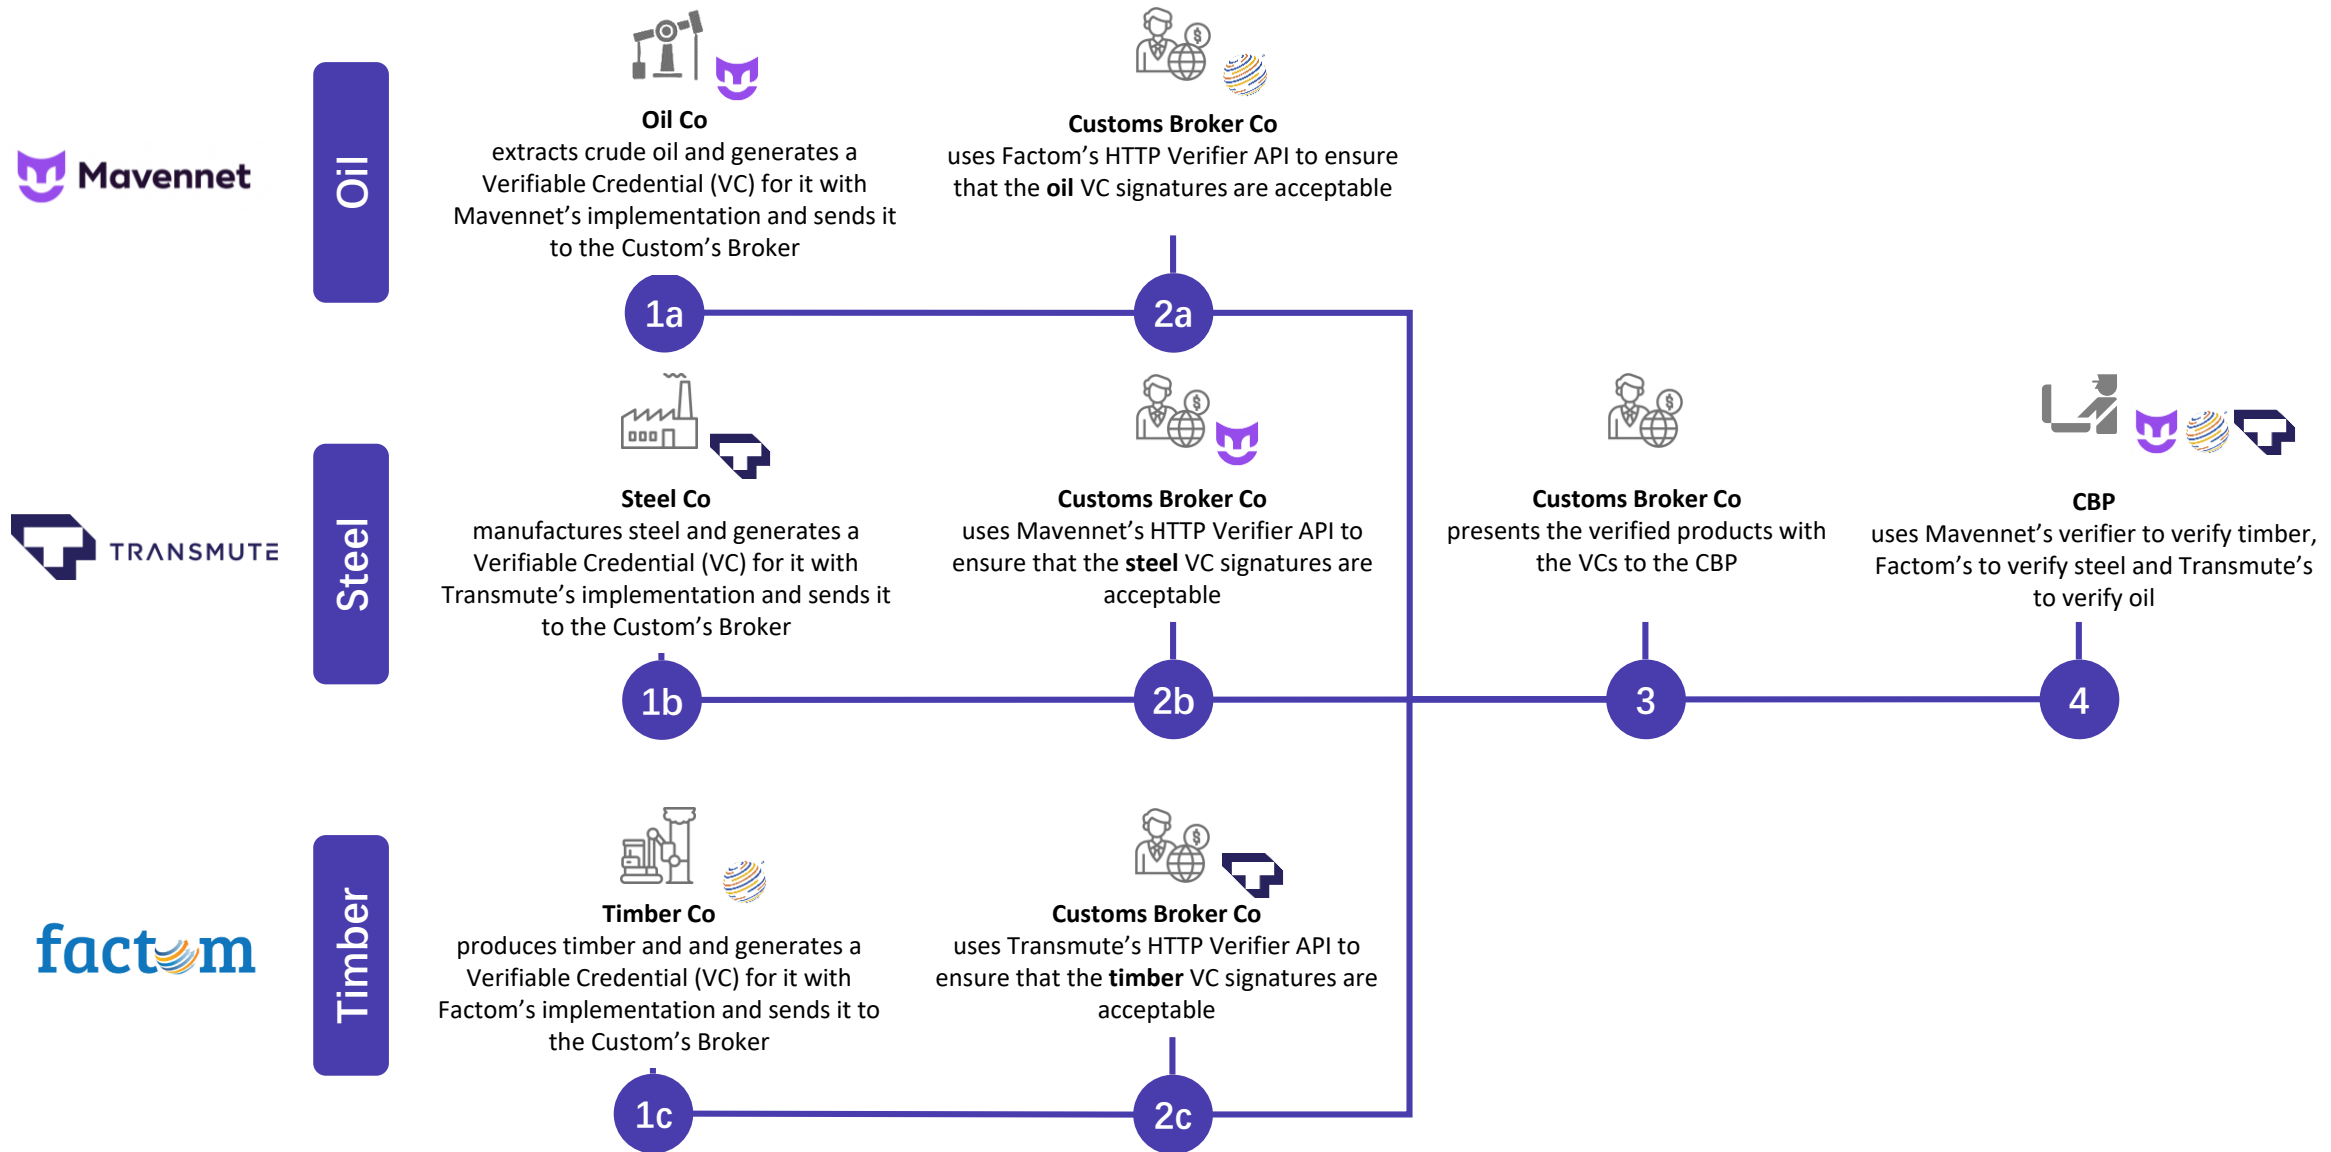 Mavennet
Oil
Oil Co
extracts crude oil and generates a
Verifiable Credential (VC) for it with
Mavennet’s implementation and sends it
to the Custom’s Broker
1a
Customs Broker Co
uses Factom’s HTTP Verifier API to ensure
that the oil VC signatures are acceptable
2a
TRANSMUTE
Steel
Steel Co
manufactures steel and generates a
Verifiable Credential (VC) for it with
Transmute’s implementation and sends it
to the Custom’s Broker
1b
Customs Broker Co
uses Mavennet’s HTTP Verifier API to
ensure that the steel VC signatures are
acceptable
2b
Customs Broker Co
presents the verified products with
the VCs to the CBP
3
CBP
uses Mavennet’s verifier to verify timber,
Factom’s to verify steel and Transmute’s
to verify oil
4
factom
Timber
Timber Co
produces timber and and generates a
Verifiable Credential (VC) for it with
Factom’s implementation and sends it to
the Custom’s Broker
1c
Customs Broker Co
uses Transmute’s HTTP Verifier API to
ensure that the timber VC signatures are
acceptable
2c